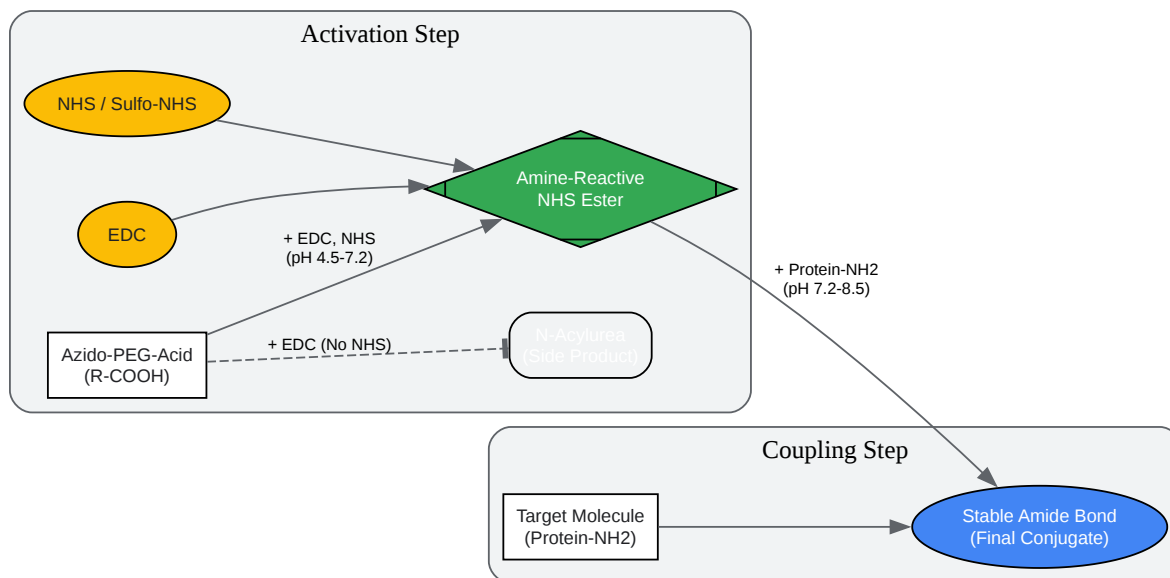 Activation Step
NHS / Sulfo-NHS
Amine-Reactive
NHS Ester
EDC
+ EDC, NHS
(pH 4.5-7.2)
+ Protein-NH2
(pH 7.2-8.5)
N-Acylurea
(Side Product)
+ EDC (No NHS)
Azido-PEG-Acid
(R-COOH)
Coupling Step
Target Molecule
(Protein-NH2)
Stable Amide Bond
(Final Conjugate)